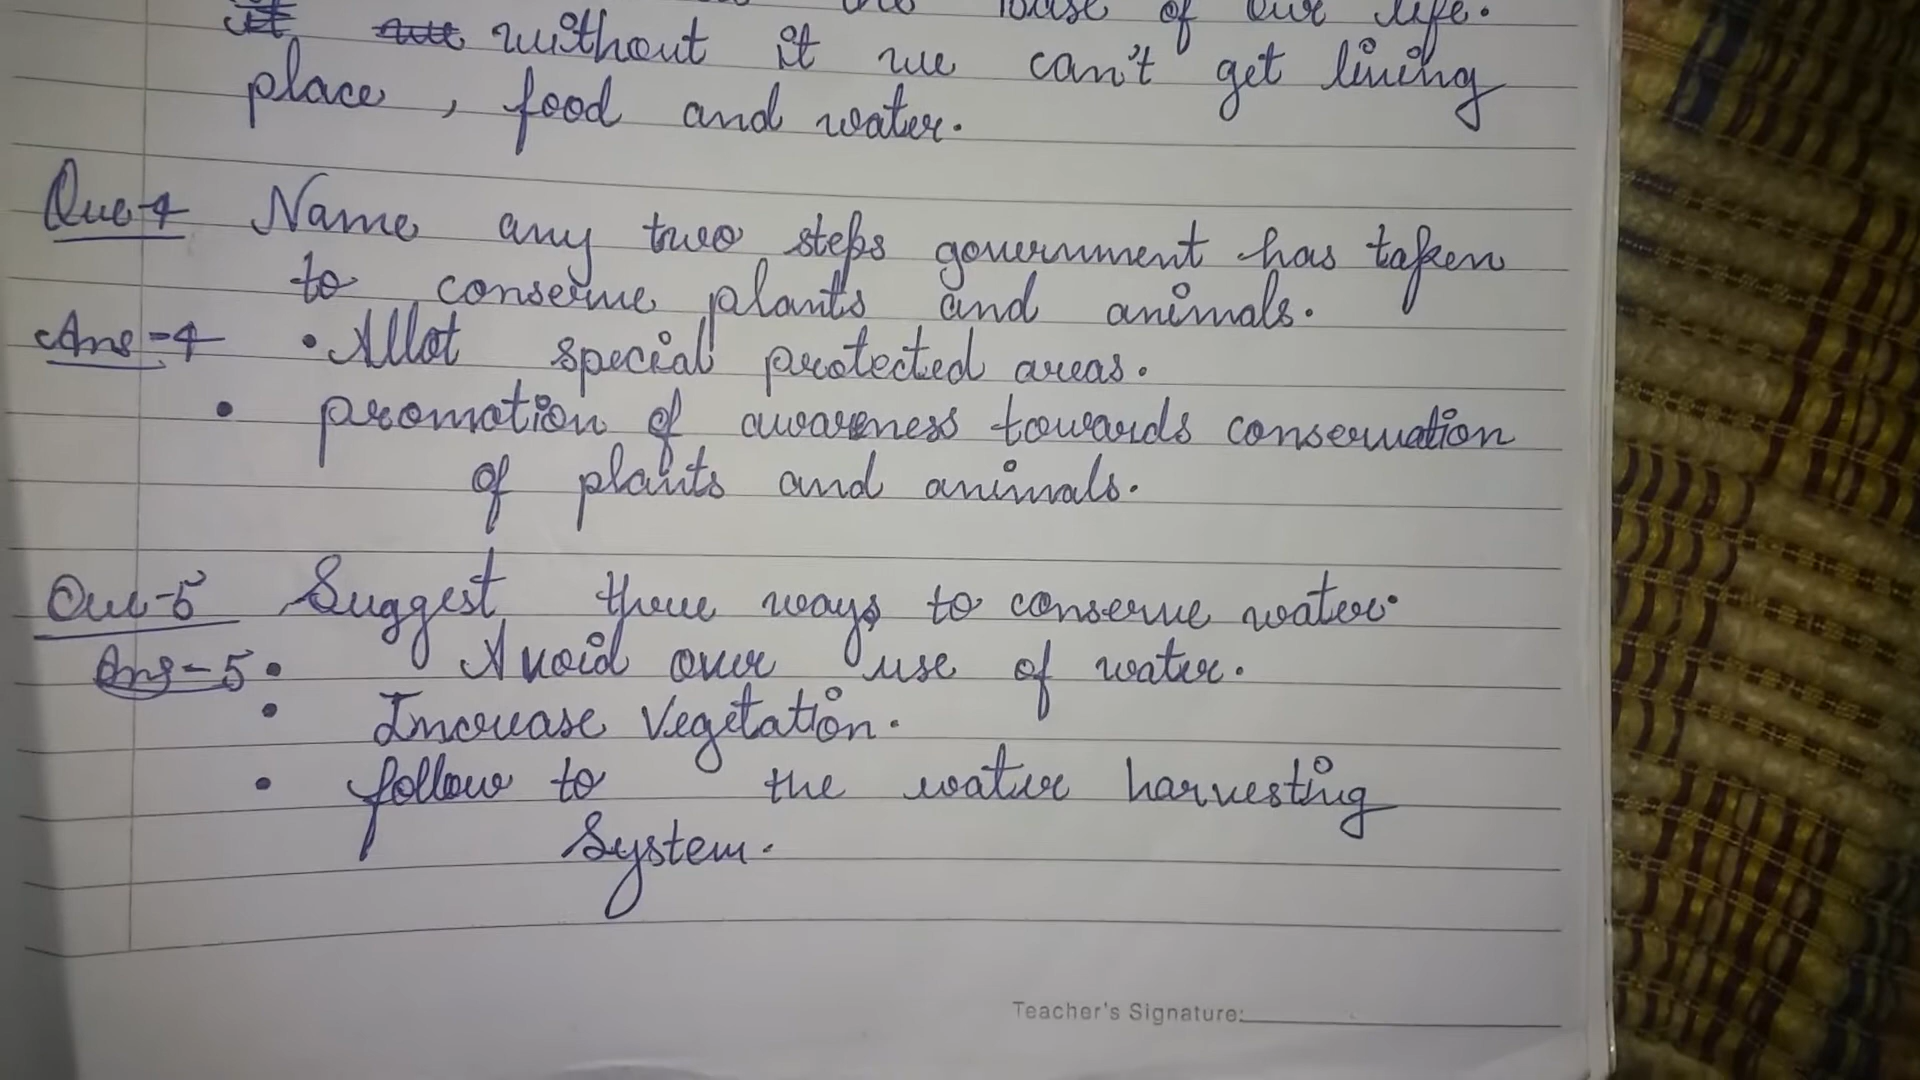 of our life.
without it we can't get living
place, food and water.
Que-4 Name any two steps government has taken
to conserve plants and animals.
Ans-4 • Allot special protected areas.
• promotion of awareness towards conservation
of plants and animals.
Que-5 Suggest three ways to conserve water.
Ans-5 • Avoid over use of water.
• Increase Vegetation.
• follow to the water harvesting
System.
Teacher's Signature: